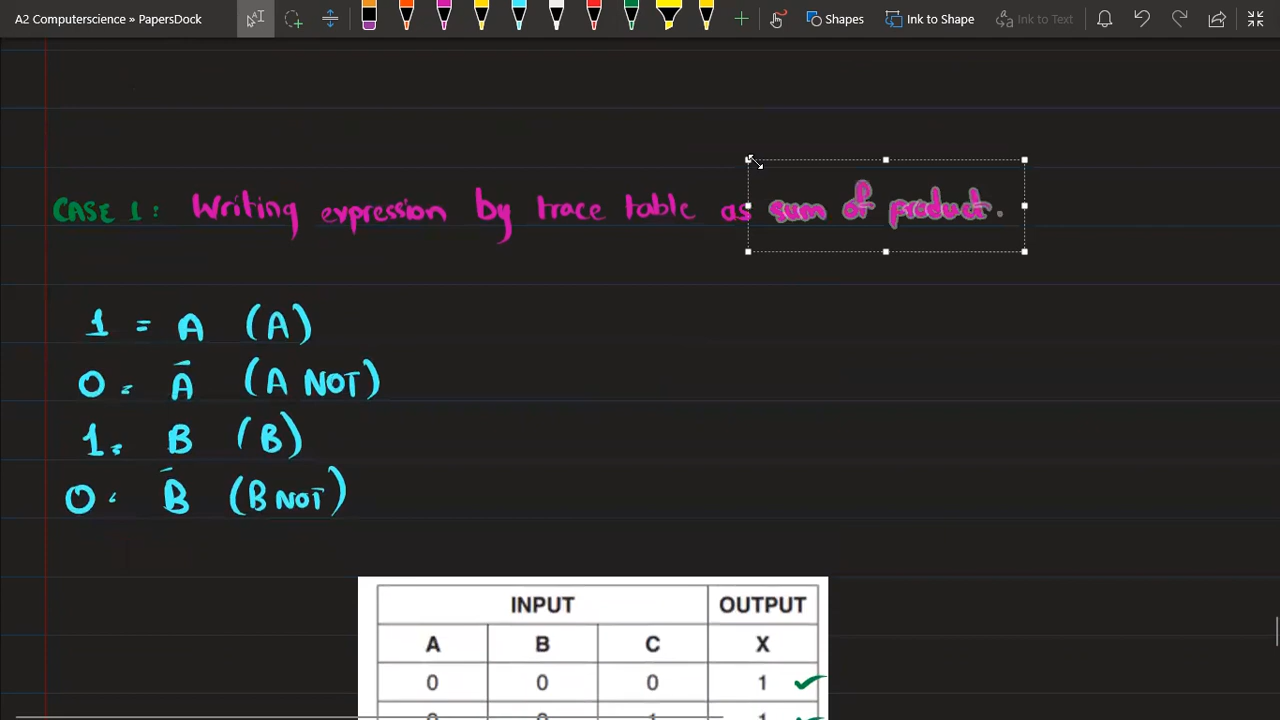 A2 Computerscience » PapersDock
Shapes
Ink to Shape
Ink to Text
CASE 1: Writing expression by trace table as sum of product.
1 = A (A)
0 = Ā (A NOT)
1 = B (B)
0 = B̄ (B NOT)
INPUT OUTPUT
A B C X
0 0 0 1 ✓